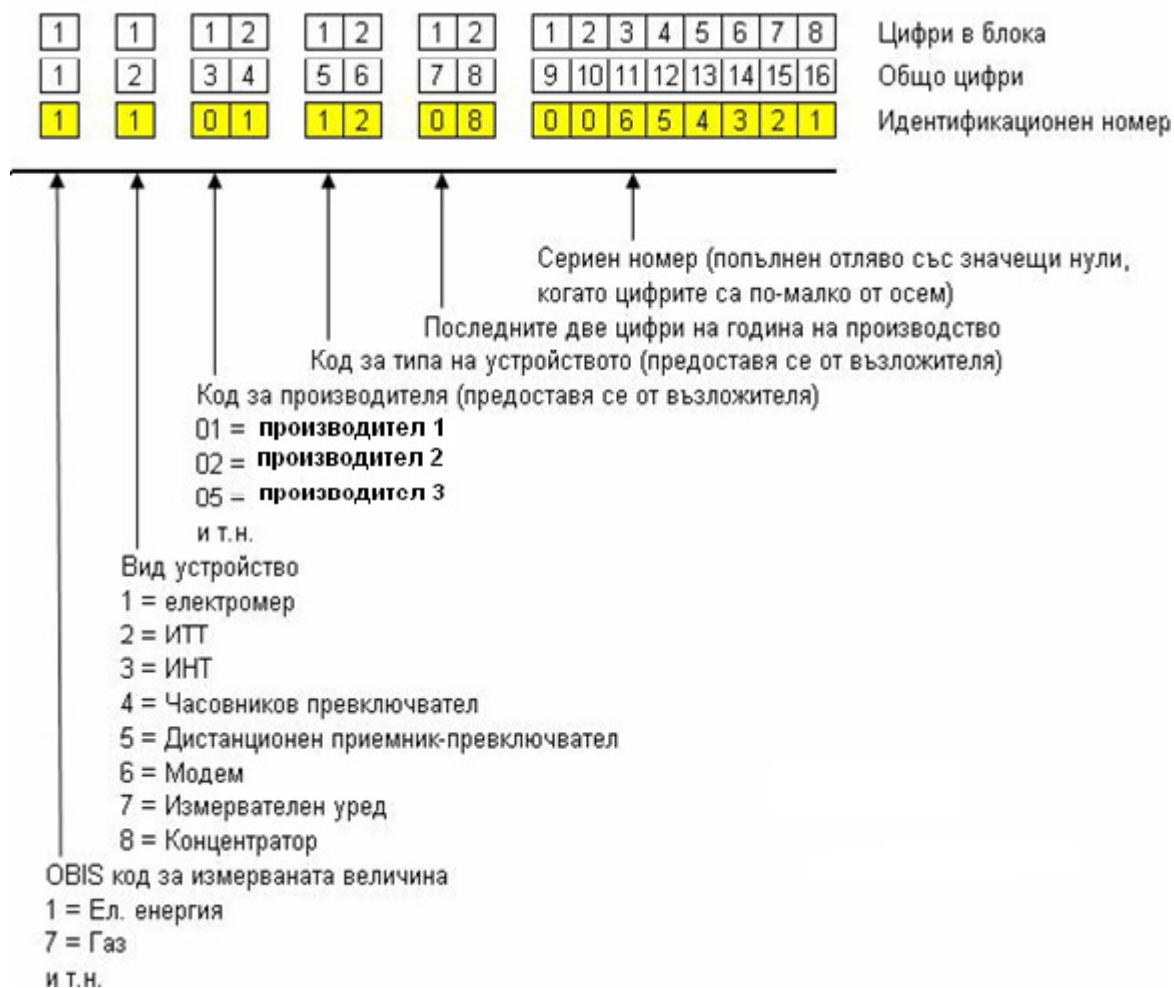 1 1 1 2 1 2 1 2 1 2 3 4 5 6 7 8 Цифри в блока
1 2 3 4 5 6 7 8 9 10 11 12 13 14 15 16 Общо цифри
1 1 0 1 1 2 0 8 0 0 6 5 4 3 2 1 Идентификационен номер
Сериен номер (попълнен отляво със значещи нули,
когато цифрите са по-малко от осем)
Последните две цифри на година на производство
Код за типа на устройството (предоставя се от възложителя)
Код за производителя (предоставя се от възложителя)
01 = производител 1
02 = производител 2
05 = производител 3
и т.н.
Вид устройство
1 = електромер
2 = ИТТ
3 = ИНТ
4 = Часовников превключвател
5 = Дистанционен приемник-превключвател
6 = Модем
7 = Измервателен уред
8 = Концентратор
OBIS код за измерваната величина
1 = Ел. енергия
7 = Газ
и т.н.